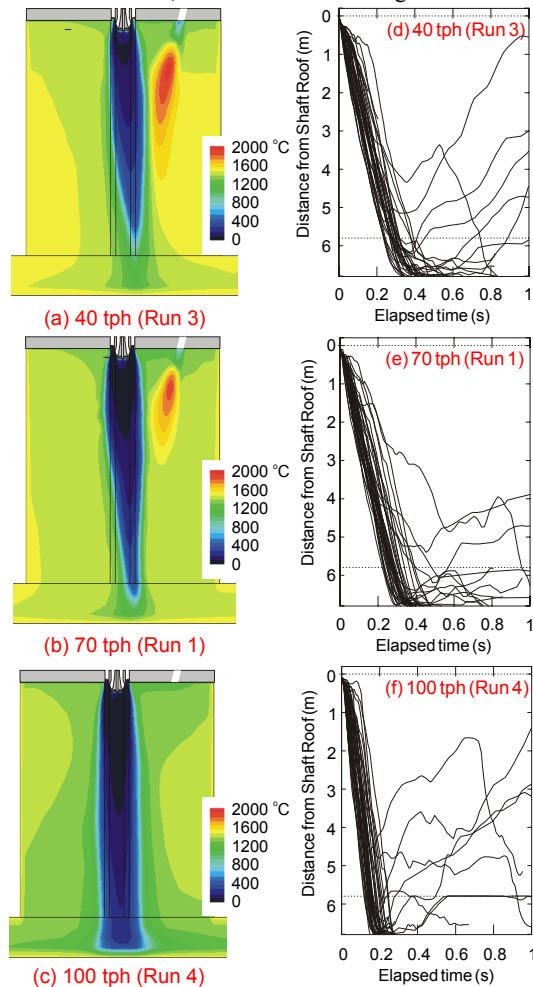 2000 °C
1600
1200
800
400
0
(a) 40 tph (Run 3)
(d) 40 tph (Run 3)
Distance from Shaft Roof (m)
0
1
2
3
4
5
6
0 0.2 0.4 0.6 0.8 1
Elapsed time (s)
2000 °C
1600
1200
800
400
0
(b) 70 tph (Run 1)
(e) 70 tph (Run 1)
Distance from Shaft Roof (m)
0
1
2
3
4
5
6
0 0.2 0.4 0.6 0.8 1
Elapsed time (s)
2000 °C
1600
1200
800
400
0
(c) 100 tph (Run 4)
(f) 100 tph (Run 4)
Distance from Shaft Roof (m)
0
1
2
3
4
5
6
0 0.2 0.4 0.6 0.8 1
Elapsed time (s)